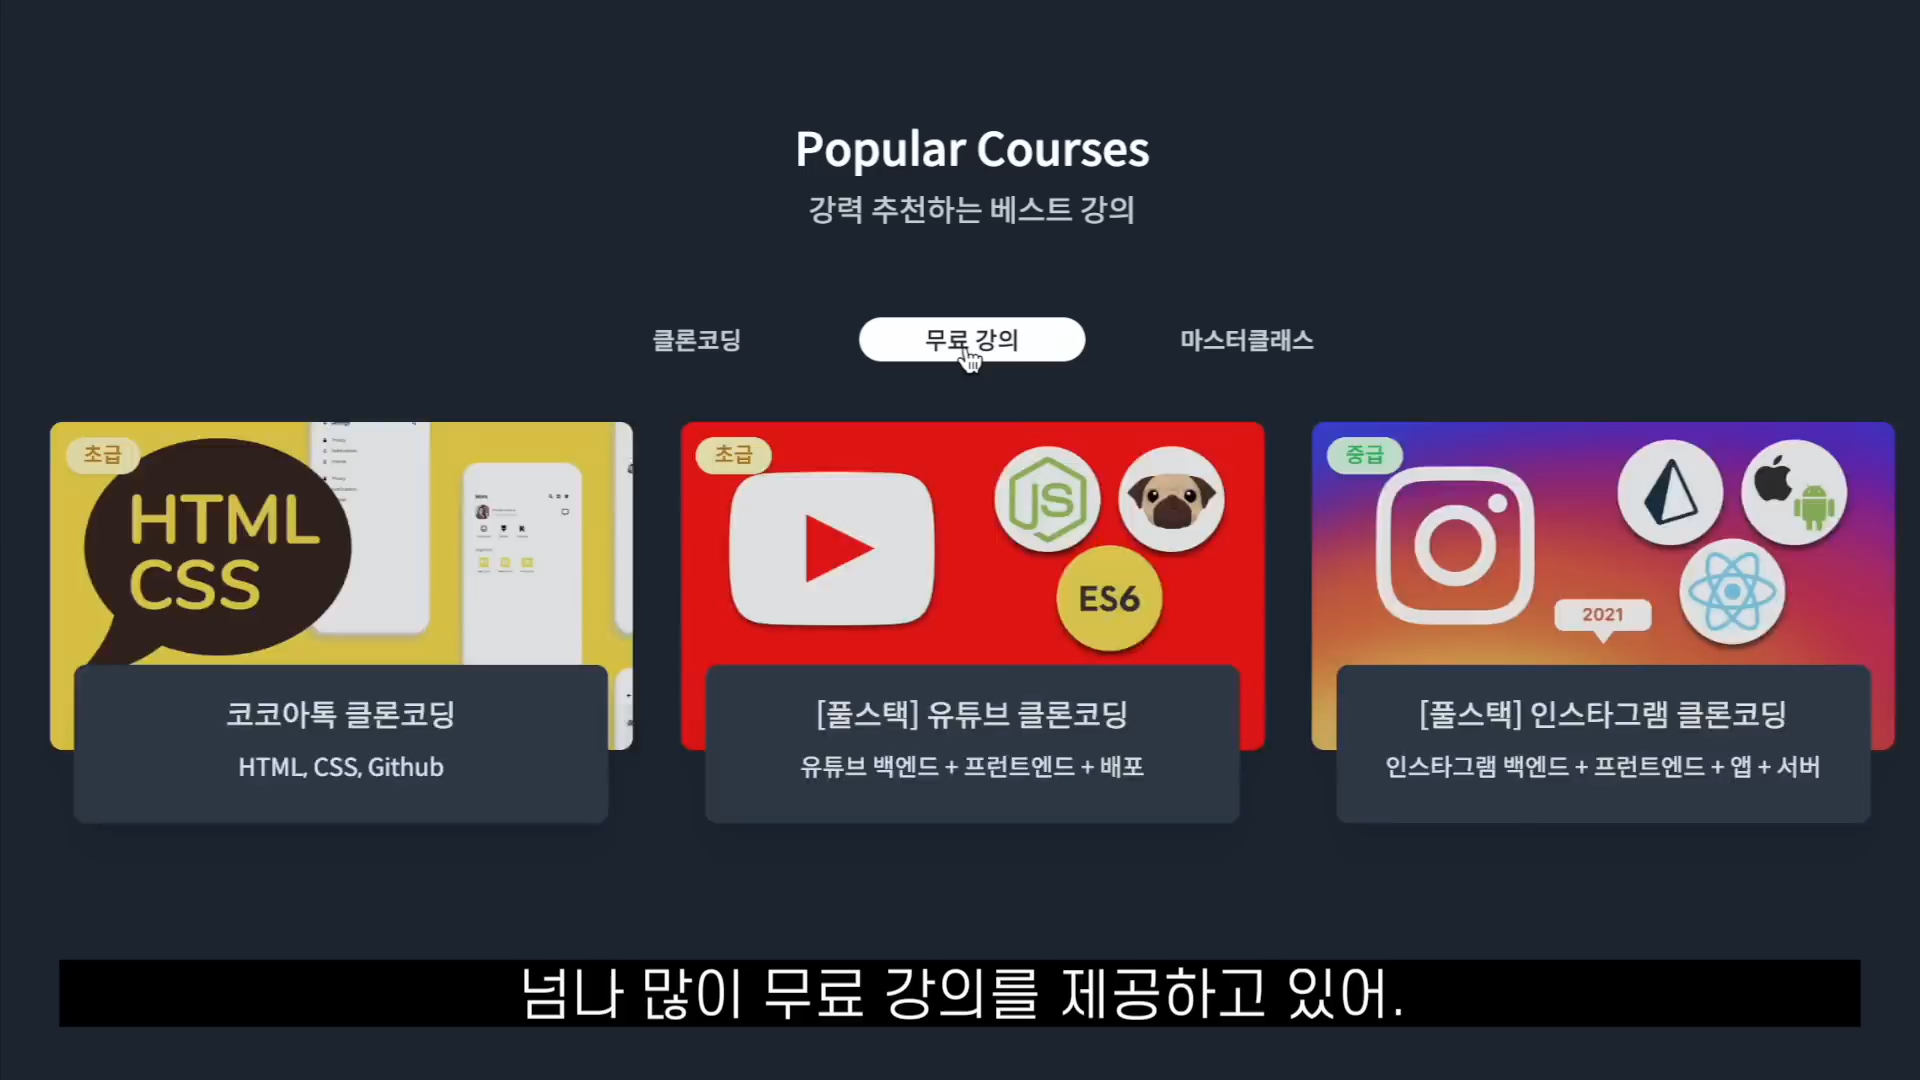 Popular Courses
강력 추천하는 베스트 강의
클론코딩
무료 강의
마스터클래스
초급
HTML
CSS
코코아톡 클론코딩
HTML, CSS, Github
초급
JS
ES6
[풀스택] 유튜브 클론코딩
유튜브 백엔드 + 프런트엔드 + 배포
중급
2021
[풀스택] 인스타그램 클론코딩
인스타그램 백엔드 + 프런트엔드 + 앱 + 서버
넘나 많이 무료 강의를 제공하고 있어.